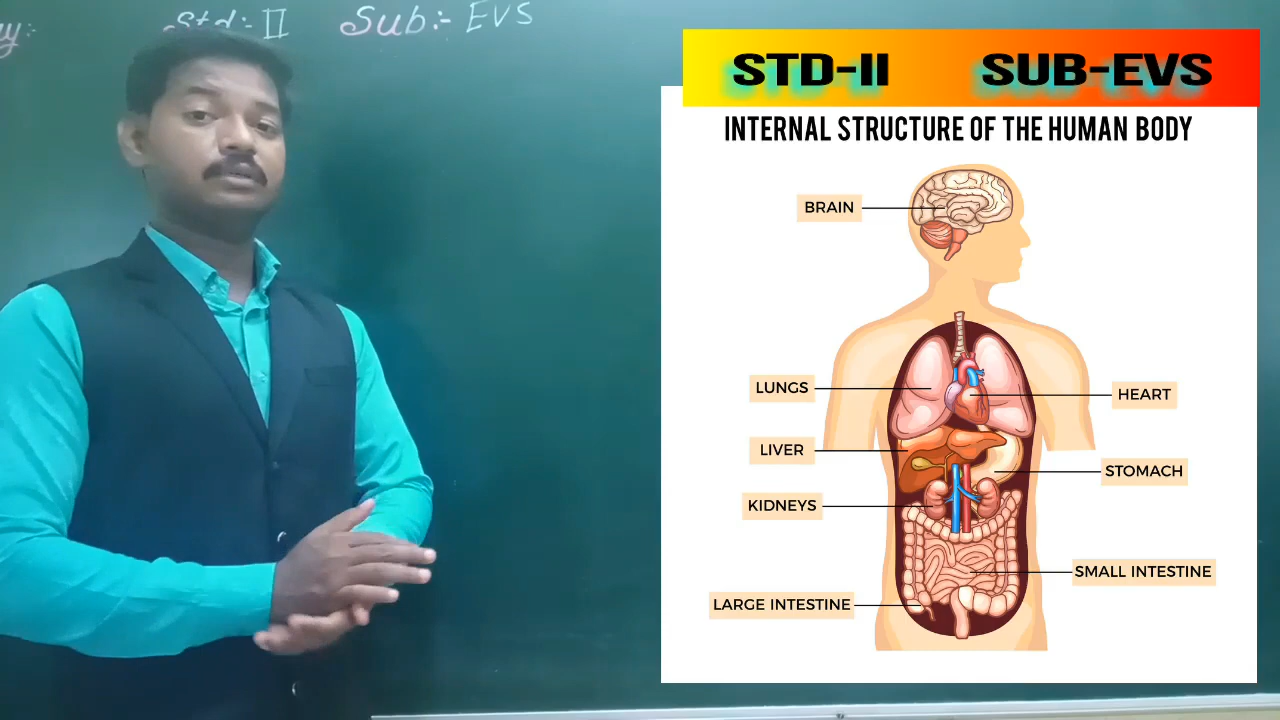 Std:- II Sub:- EVS
STD-II SUB-EVS
INTERNAL STRUCTURE OF THE HUMAN BODY
BRAIN
LUNGS
HEART
LIVER
STOMACH
KIDNEYS
SMALL INTESTINE
LARGE INTESTINE